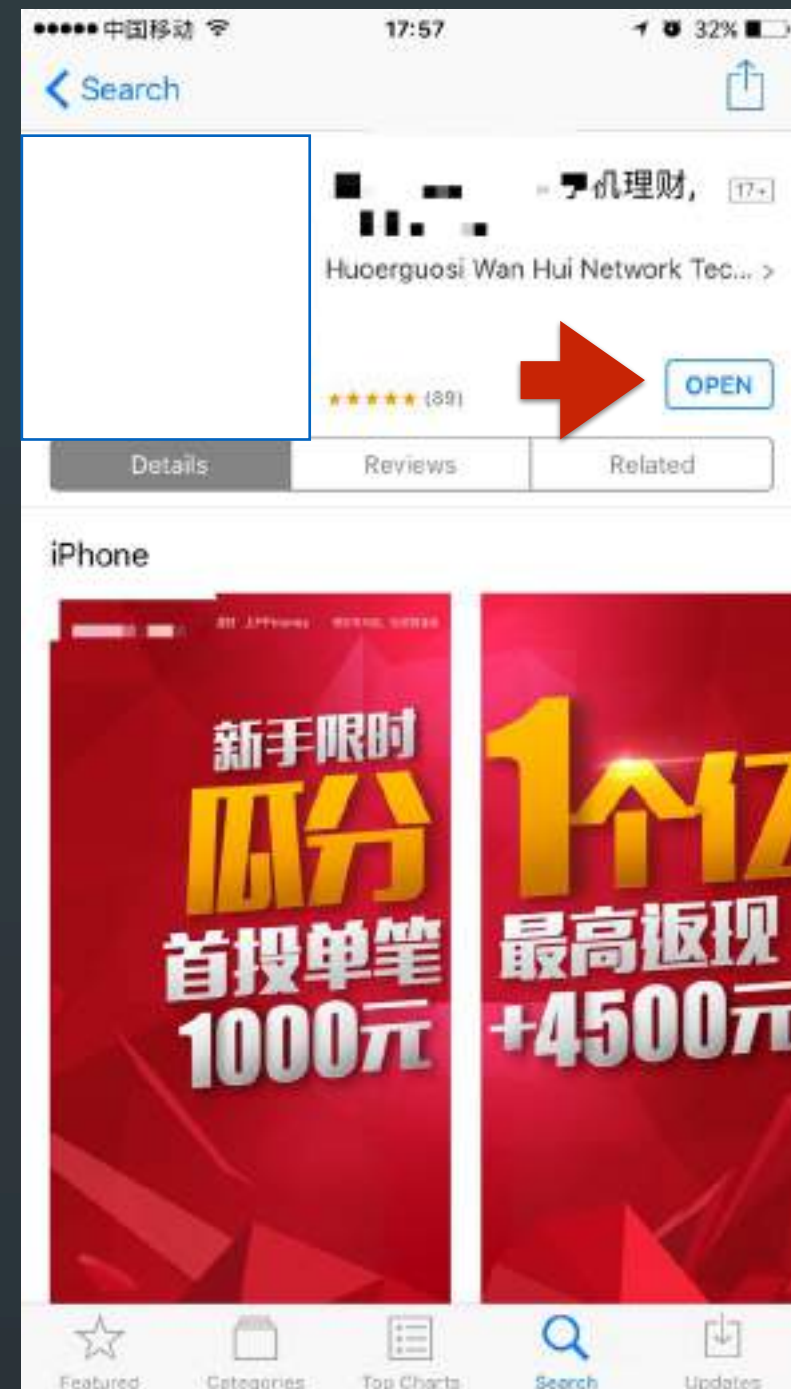 中国移动 17:57 32%
Search
机理财, 17+
Huoerguosi Wan Hui Network Tec... >
(89) OPEN
Details Reviews Related
iPhone
新手限时
瓜分
首投单笔
1000元
1个亿
最高返现
+4500元
Featured Categories Top Charts Search Updates